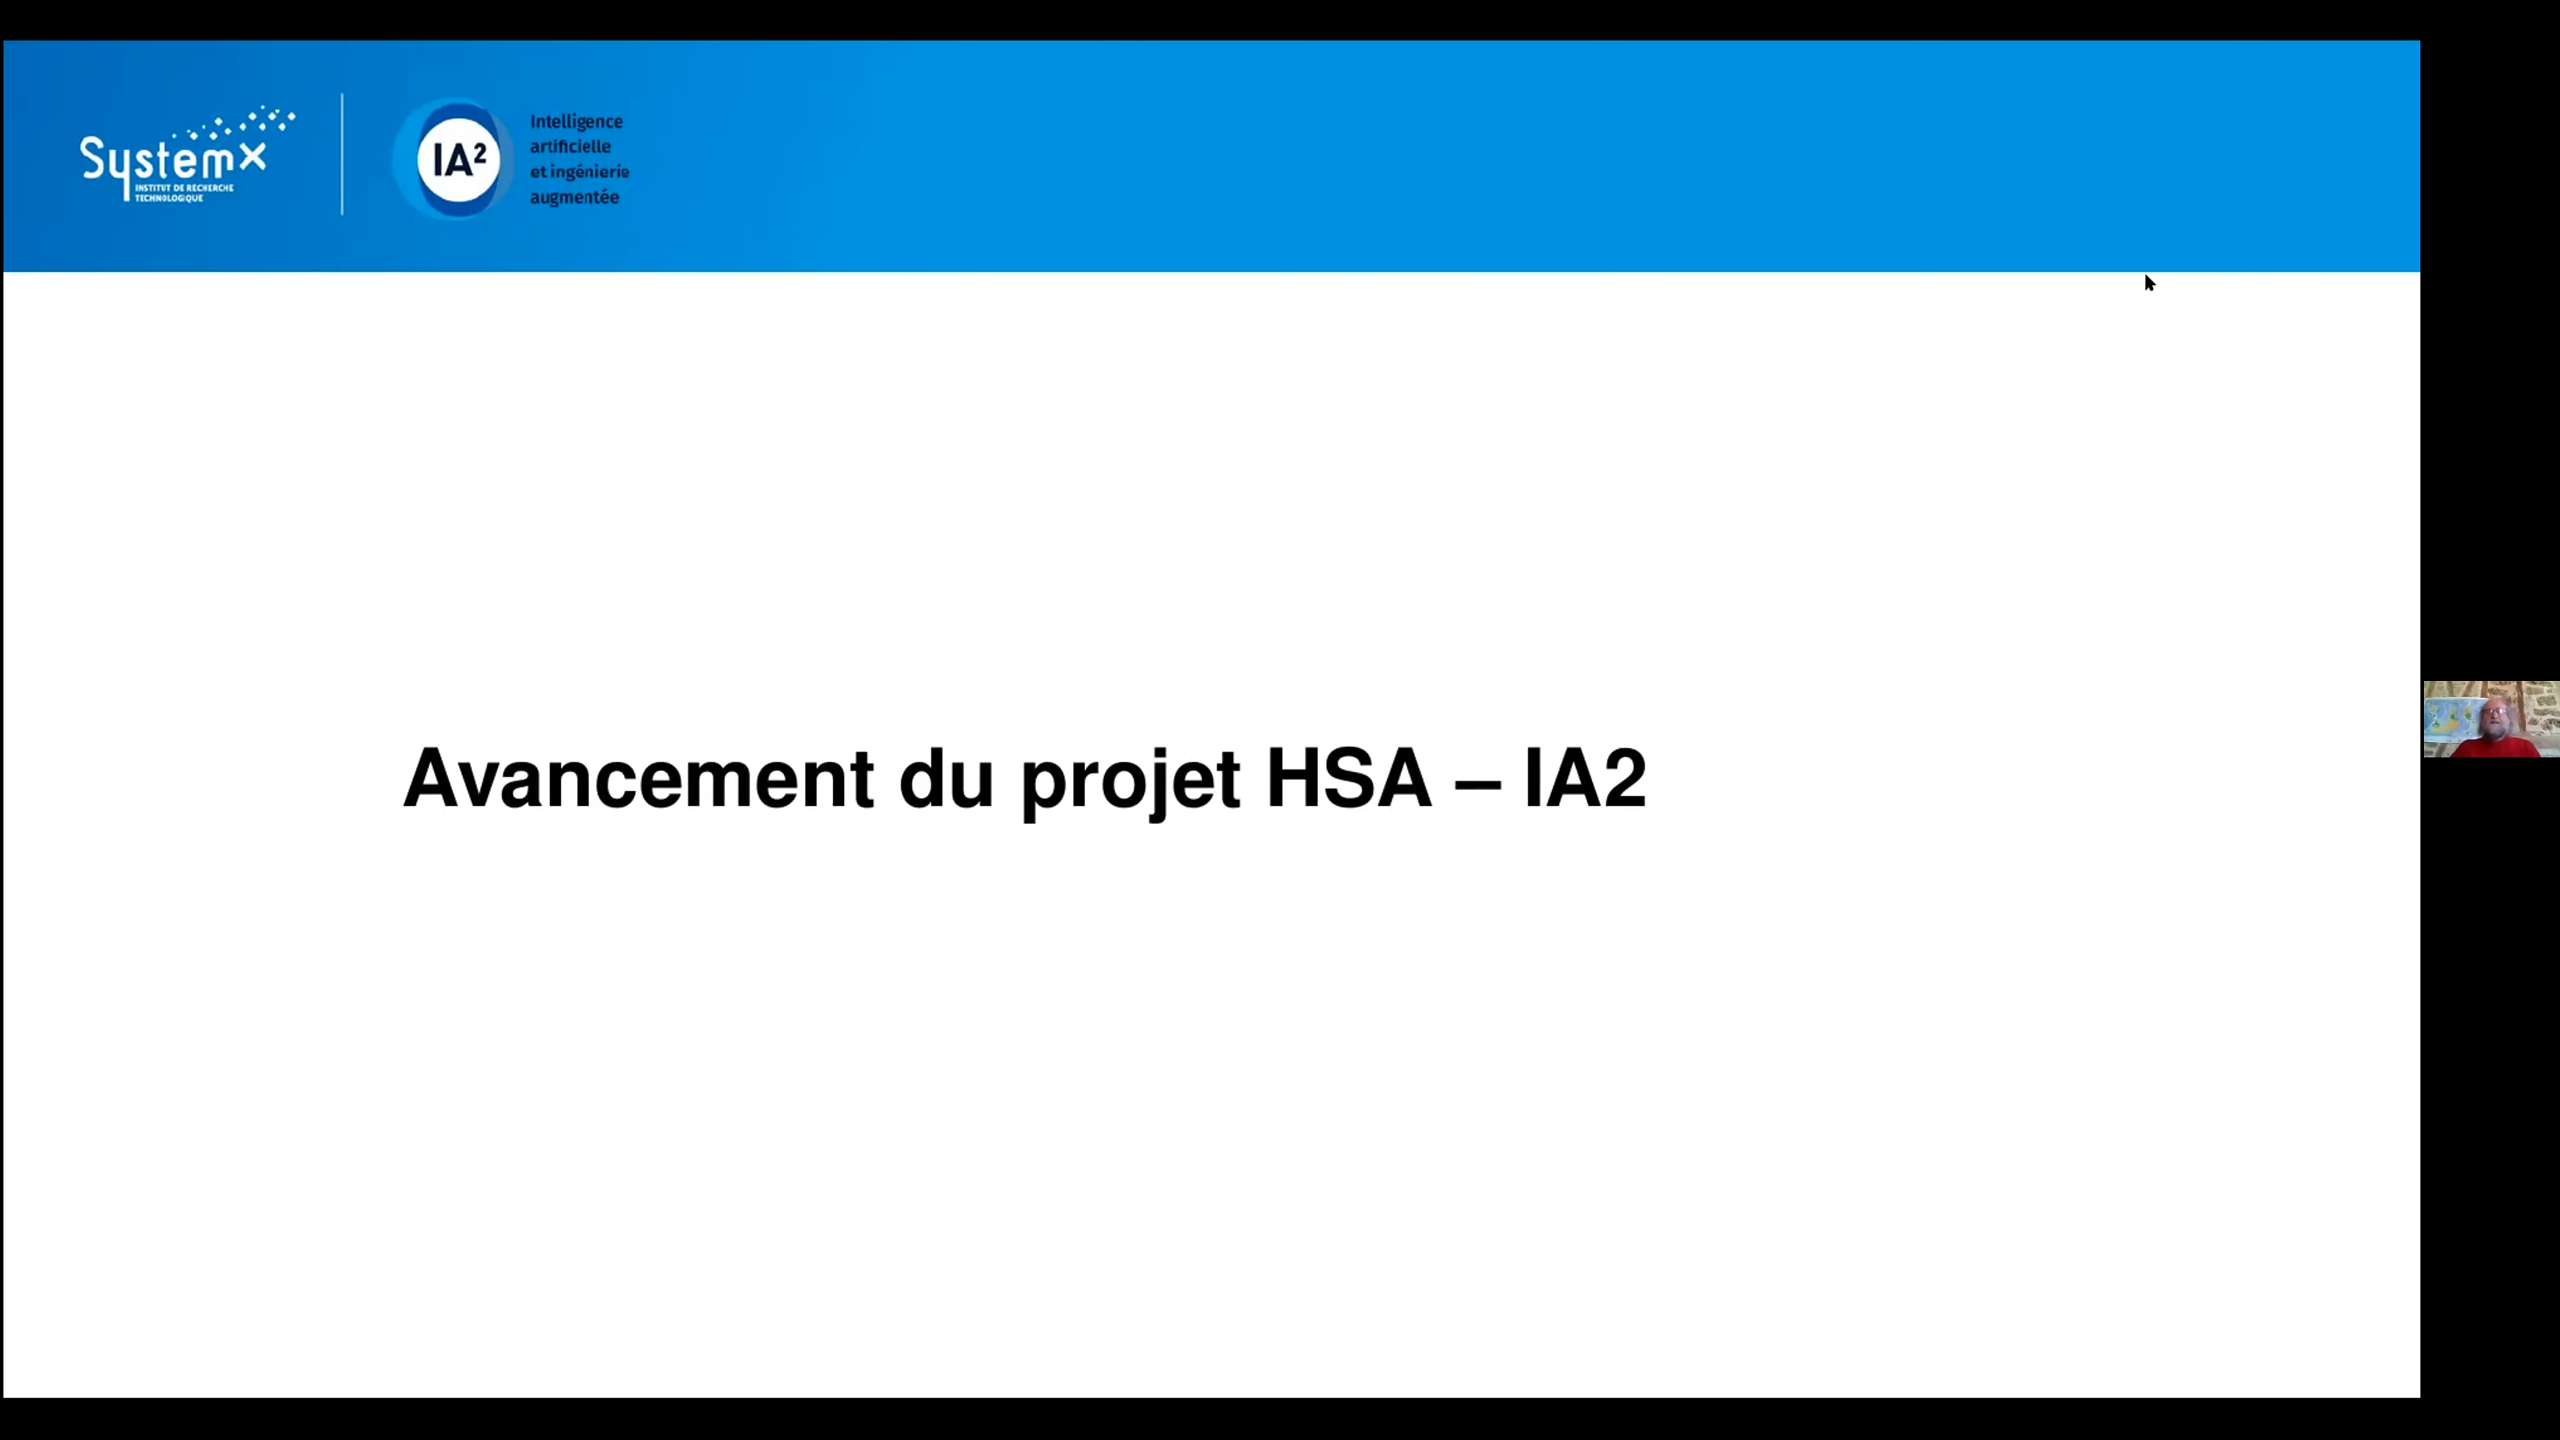 Systemx
INSTITUT DE RECHERCHE
TECHNOLOGIQUE
IA²
Intelligence
artificielle
et ingénierie
augmentée
Avancement du projet HSA – IA2